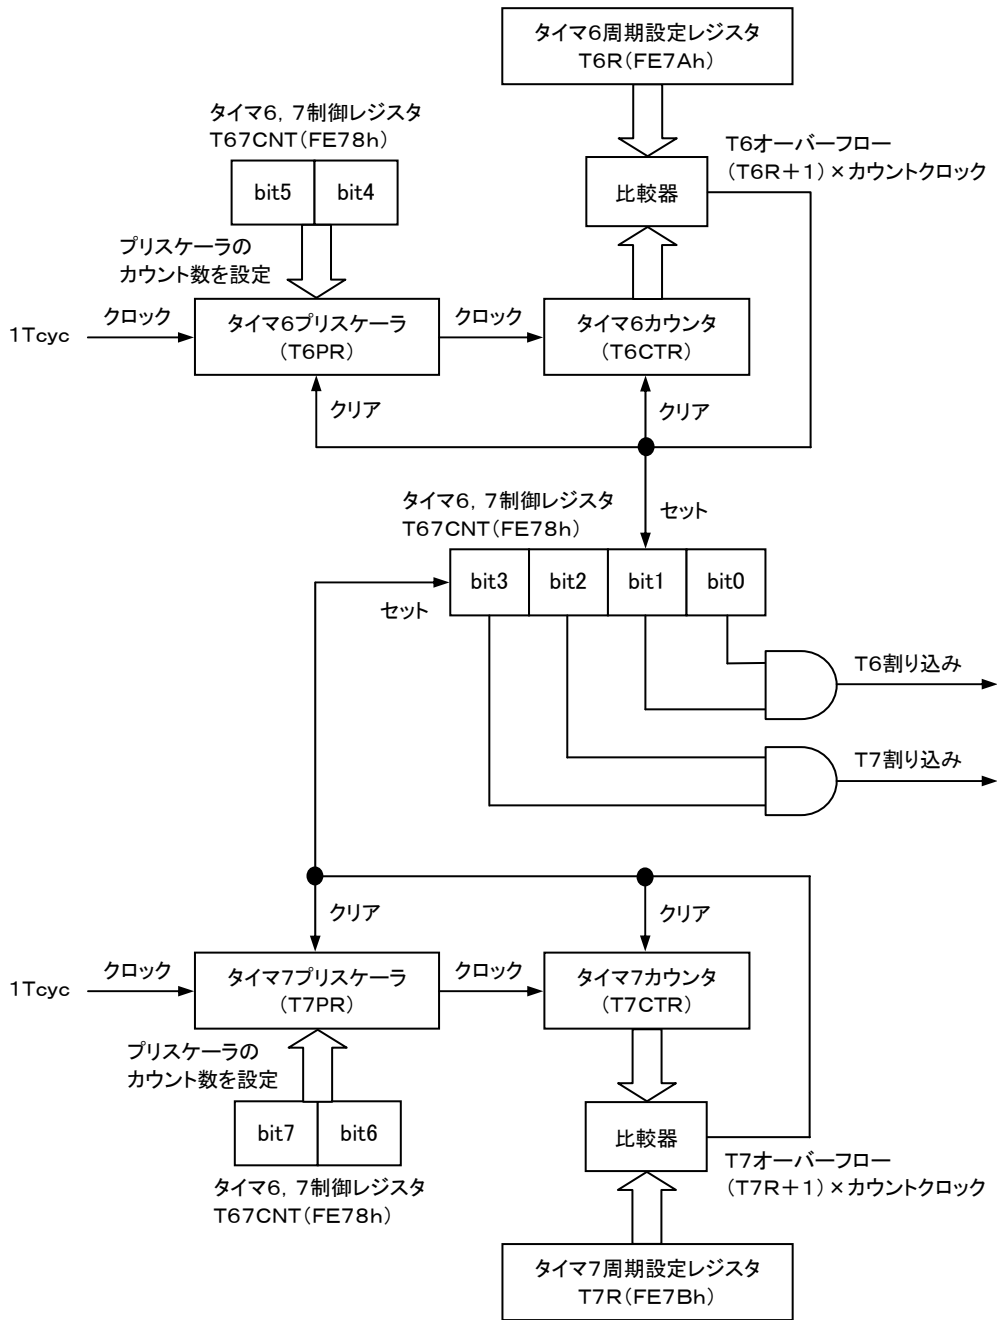 タイマ6周期設定レジスタ
T6R(FE7Ah)
タイマ6，7制御レジスタ
T67CNT(FE78h)
bit5
bit4
T6オーバーフロー
(T6R+1)×カウントクロック
比較器
プリスケーラの
カウント数を設定
1Tcyc
クロック
タイマ6プリスケーラ
(T6PR)
クロック
タイマ6カウンタ
(T6CTR)
クリア
クリア
タイマ6，7制御レジスタ
T67CNT(FE78h)
セット
bit3
bit2
bit1
bit0
セット
T6割り込み
T7割り込み
クリア
クリア
1Tcyc
クロック
タイマ7プリスケーラ
(T7PR)
クロック
タイマ7カウンタ
(T7CTR)
プリスケーラの
カウント数を設定
bit7
bit6
比較器
T7オーバーフロー
(T7R+1)×カウントクロック
タイマ6，7制御レジスタ
T67CNT(FE78h)
タイマ7周期設定レジスタ
T7R(FE7Bh)